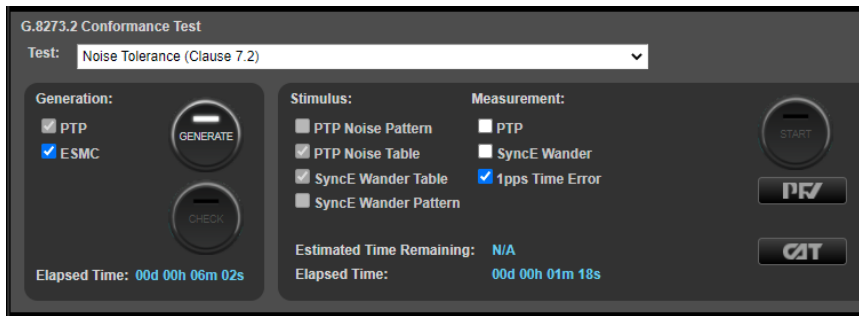 G.8273.2 Conformance Test
Test: Noise Tolerance (Clause 7.2)
Generation:
PTP
ESMC
GENERATE
CHECK
Elapsed Time: 00d 00h 06m 02s
Stimulus:
PTP Noise Pattern
PTP Noise Table
SyncE Wander Table
SyncE Wander Pattern
Measurement:
PTP
SyncE Wander
1pps Time Error
Estimated Time Remaining: N/A
Elapsed Time: 00d 00h 01m 18s
START
PFV
CAT